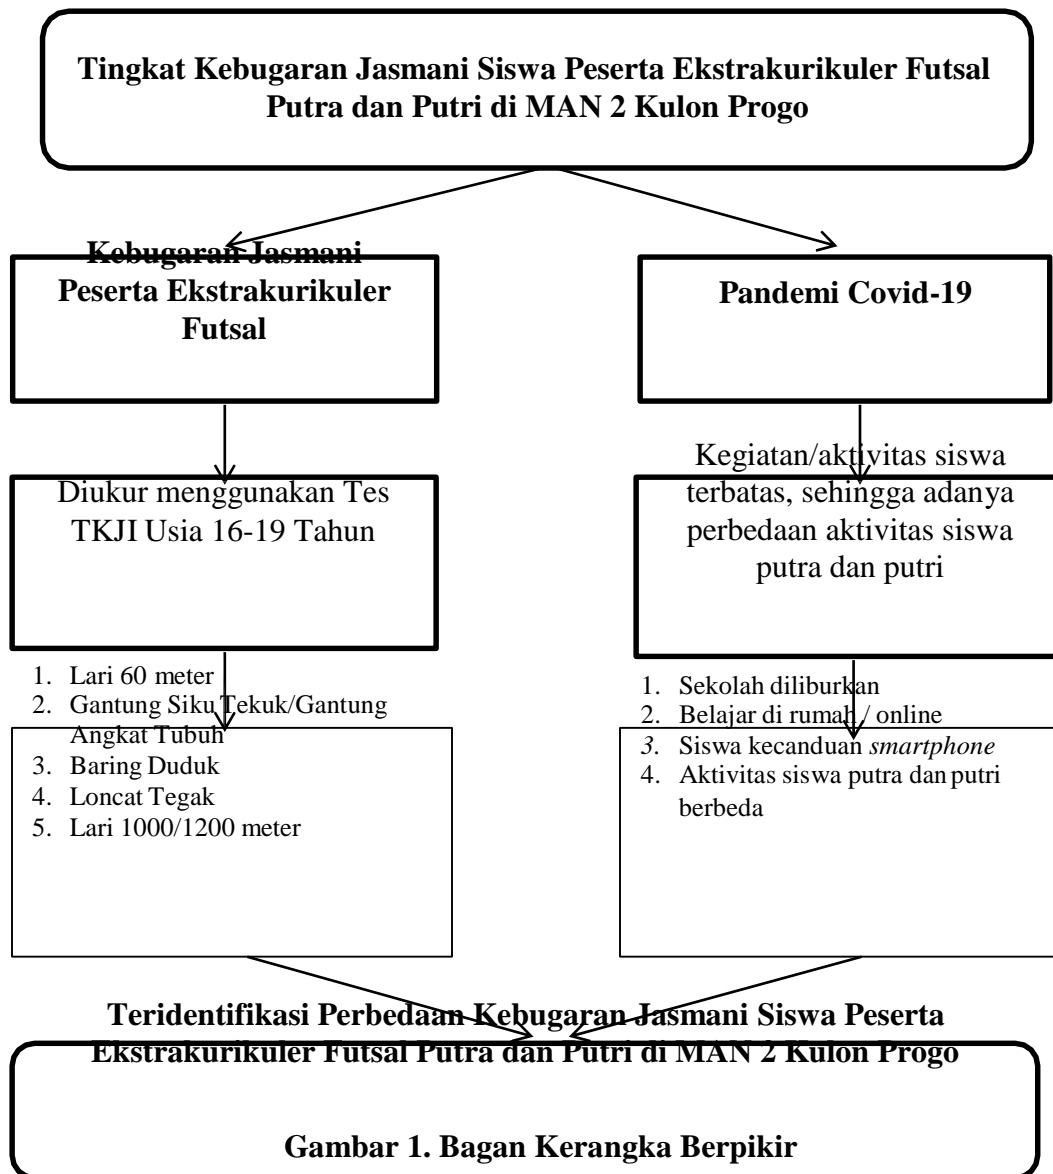 Tingkat Kebugaran Jasmani Siswa Peserta Ekstrakurikuler Futsal
Putra dan Putri di MAN 2 Kulon Progo
Kebugaran Jasmani
Peserta Ekstrakurikuler
Futsal
Pandemi Covid-19
Diukur menggunakan Tes
TKJI Usia 16-19 Tahun
Kegiatan/aktivitas siswa
terbatas, sehingga adanya
perbedaan aktivitas siswa
putra dan putri
1. Lari 60 meter
2. Gantung Siku Tekuk/Gantung
Angkat Tubuh
3. Baring Duduk
4. Loncat Tegak
5. Lari 1000/1200 meter
1. Sekolah diliburkan
2. Belajar di rumah / online
3. Siswa kecanduan smartphone
4. Aktivitas siswa putra dan putri
berbeda
Teridentifikasi Perbedaan Kebugaran Jasmani Siswa Peserta
Ekstrakurikuler Futsal Putra dan Putri di MAN 2 Kulon Progo
Gambar 1. Bagan Kerangka Berpikir